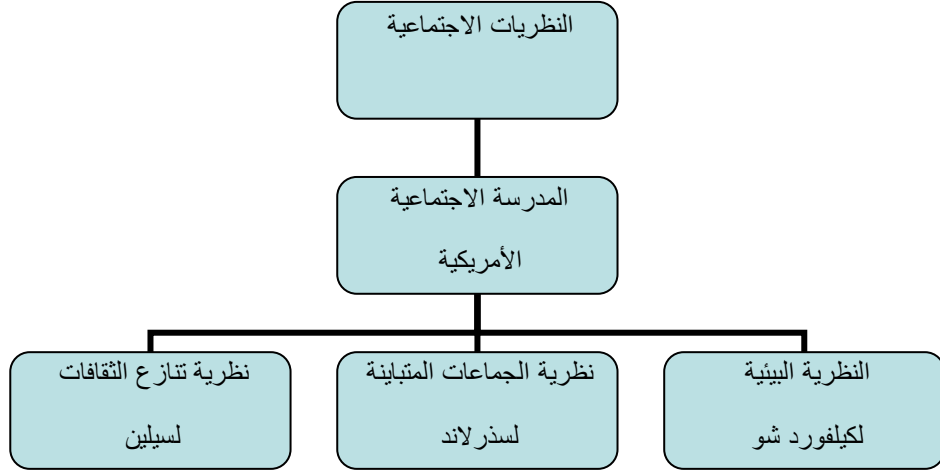 النظريات الاجتماعية
المدرسة الاجتماعية
الأمريكية
النظرية البيئية
لكيلفورد شو
نظرية الجماعات المتباينة
لسذرلاند
نظرية تنازع الثقافات
لسيلين